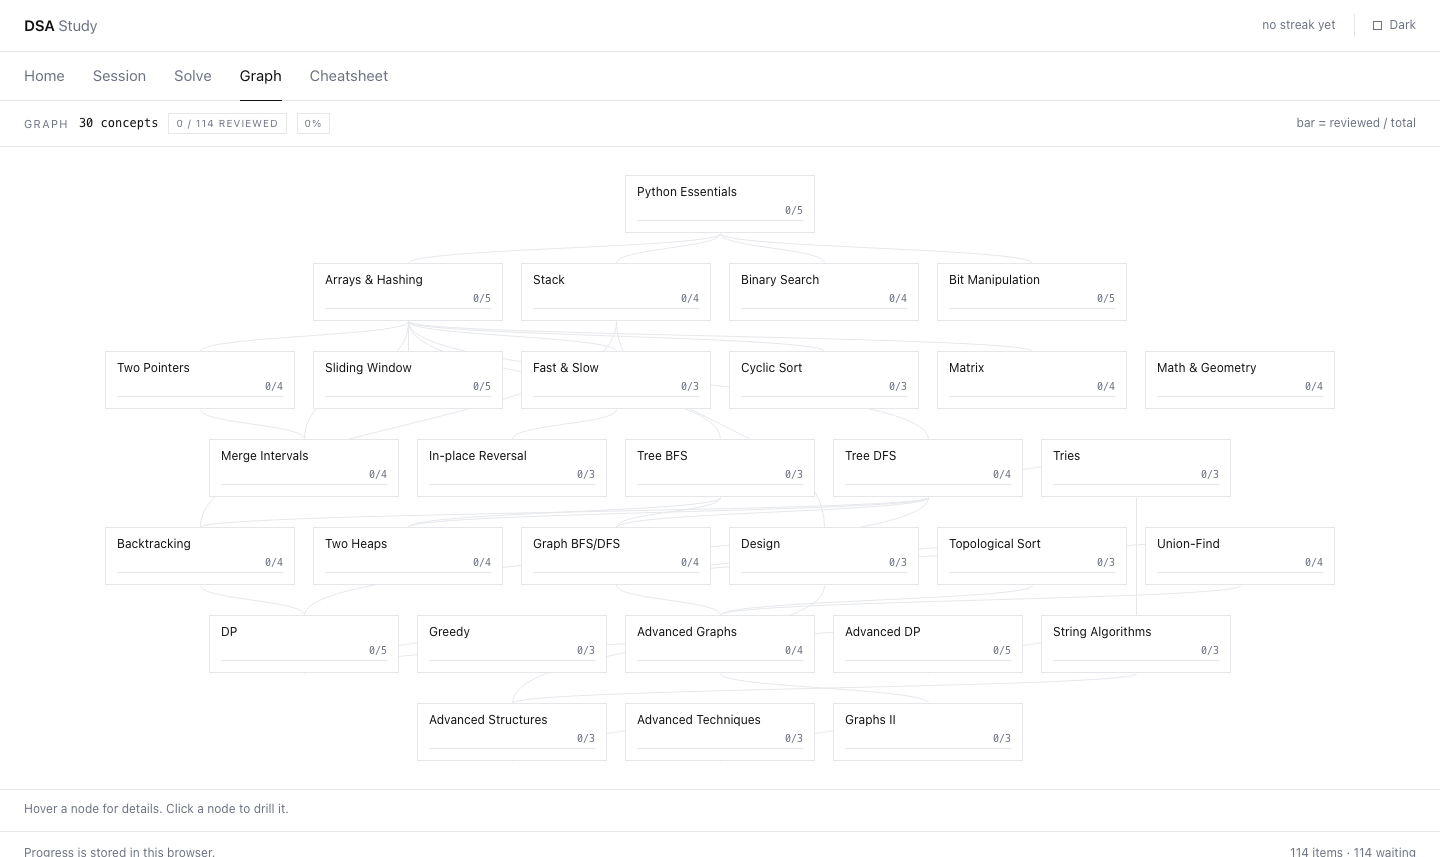 DSA Study
no streak yet
Dark
Home Session Solve Graph Cheatsheet
GRAPH 30 concepts 0 / 114 REVIEWED 0%
bar = reviewed / total
Python Essentials
0/5
Arrays & Hashing
0/5
Stack
0/4
Binary Search
0/4
Bit Manipulation
0/5
Two Pointers
0/4
Sliding Window
0/5
Fast & Slow
0/3
Cyclic Sort
0/3
Matrix
0/4
Math & Geometry
0/4
Merge Intervals
0/4
In-place Reversal
0/3
Tree BFS
0/3
Tree DFS
0/4
Tries
0/3
Backtracking
0/4
Two Heaps
0/4
Graph BFS/DFS
0/4
Design
0/3
Topological Sort
0/3
Union-Find
0/4
DP
0/5
Greedy
0/3
Advanced Graphs
0/4
Advanced DP
0/5
String Algorithms
0/3
Advanced Structures
0/3
Advanced Techniques
0/3
Graphs II
0/3
Hover a node for details. Click a node to drill it.
Progress is stored in this browser.
114 items · 114 waiting